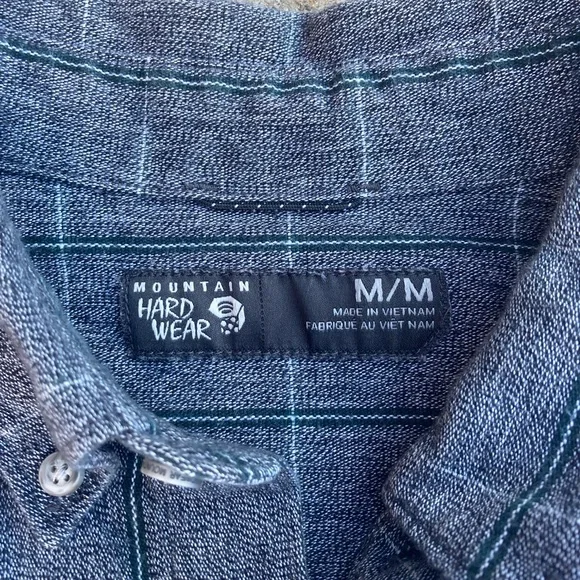 MOUNTAIN
HARD
WEAR
M/M
MADE IN VIETNAM
FABRIQUE AU VIET NAM